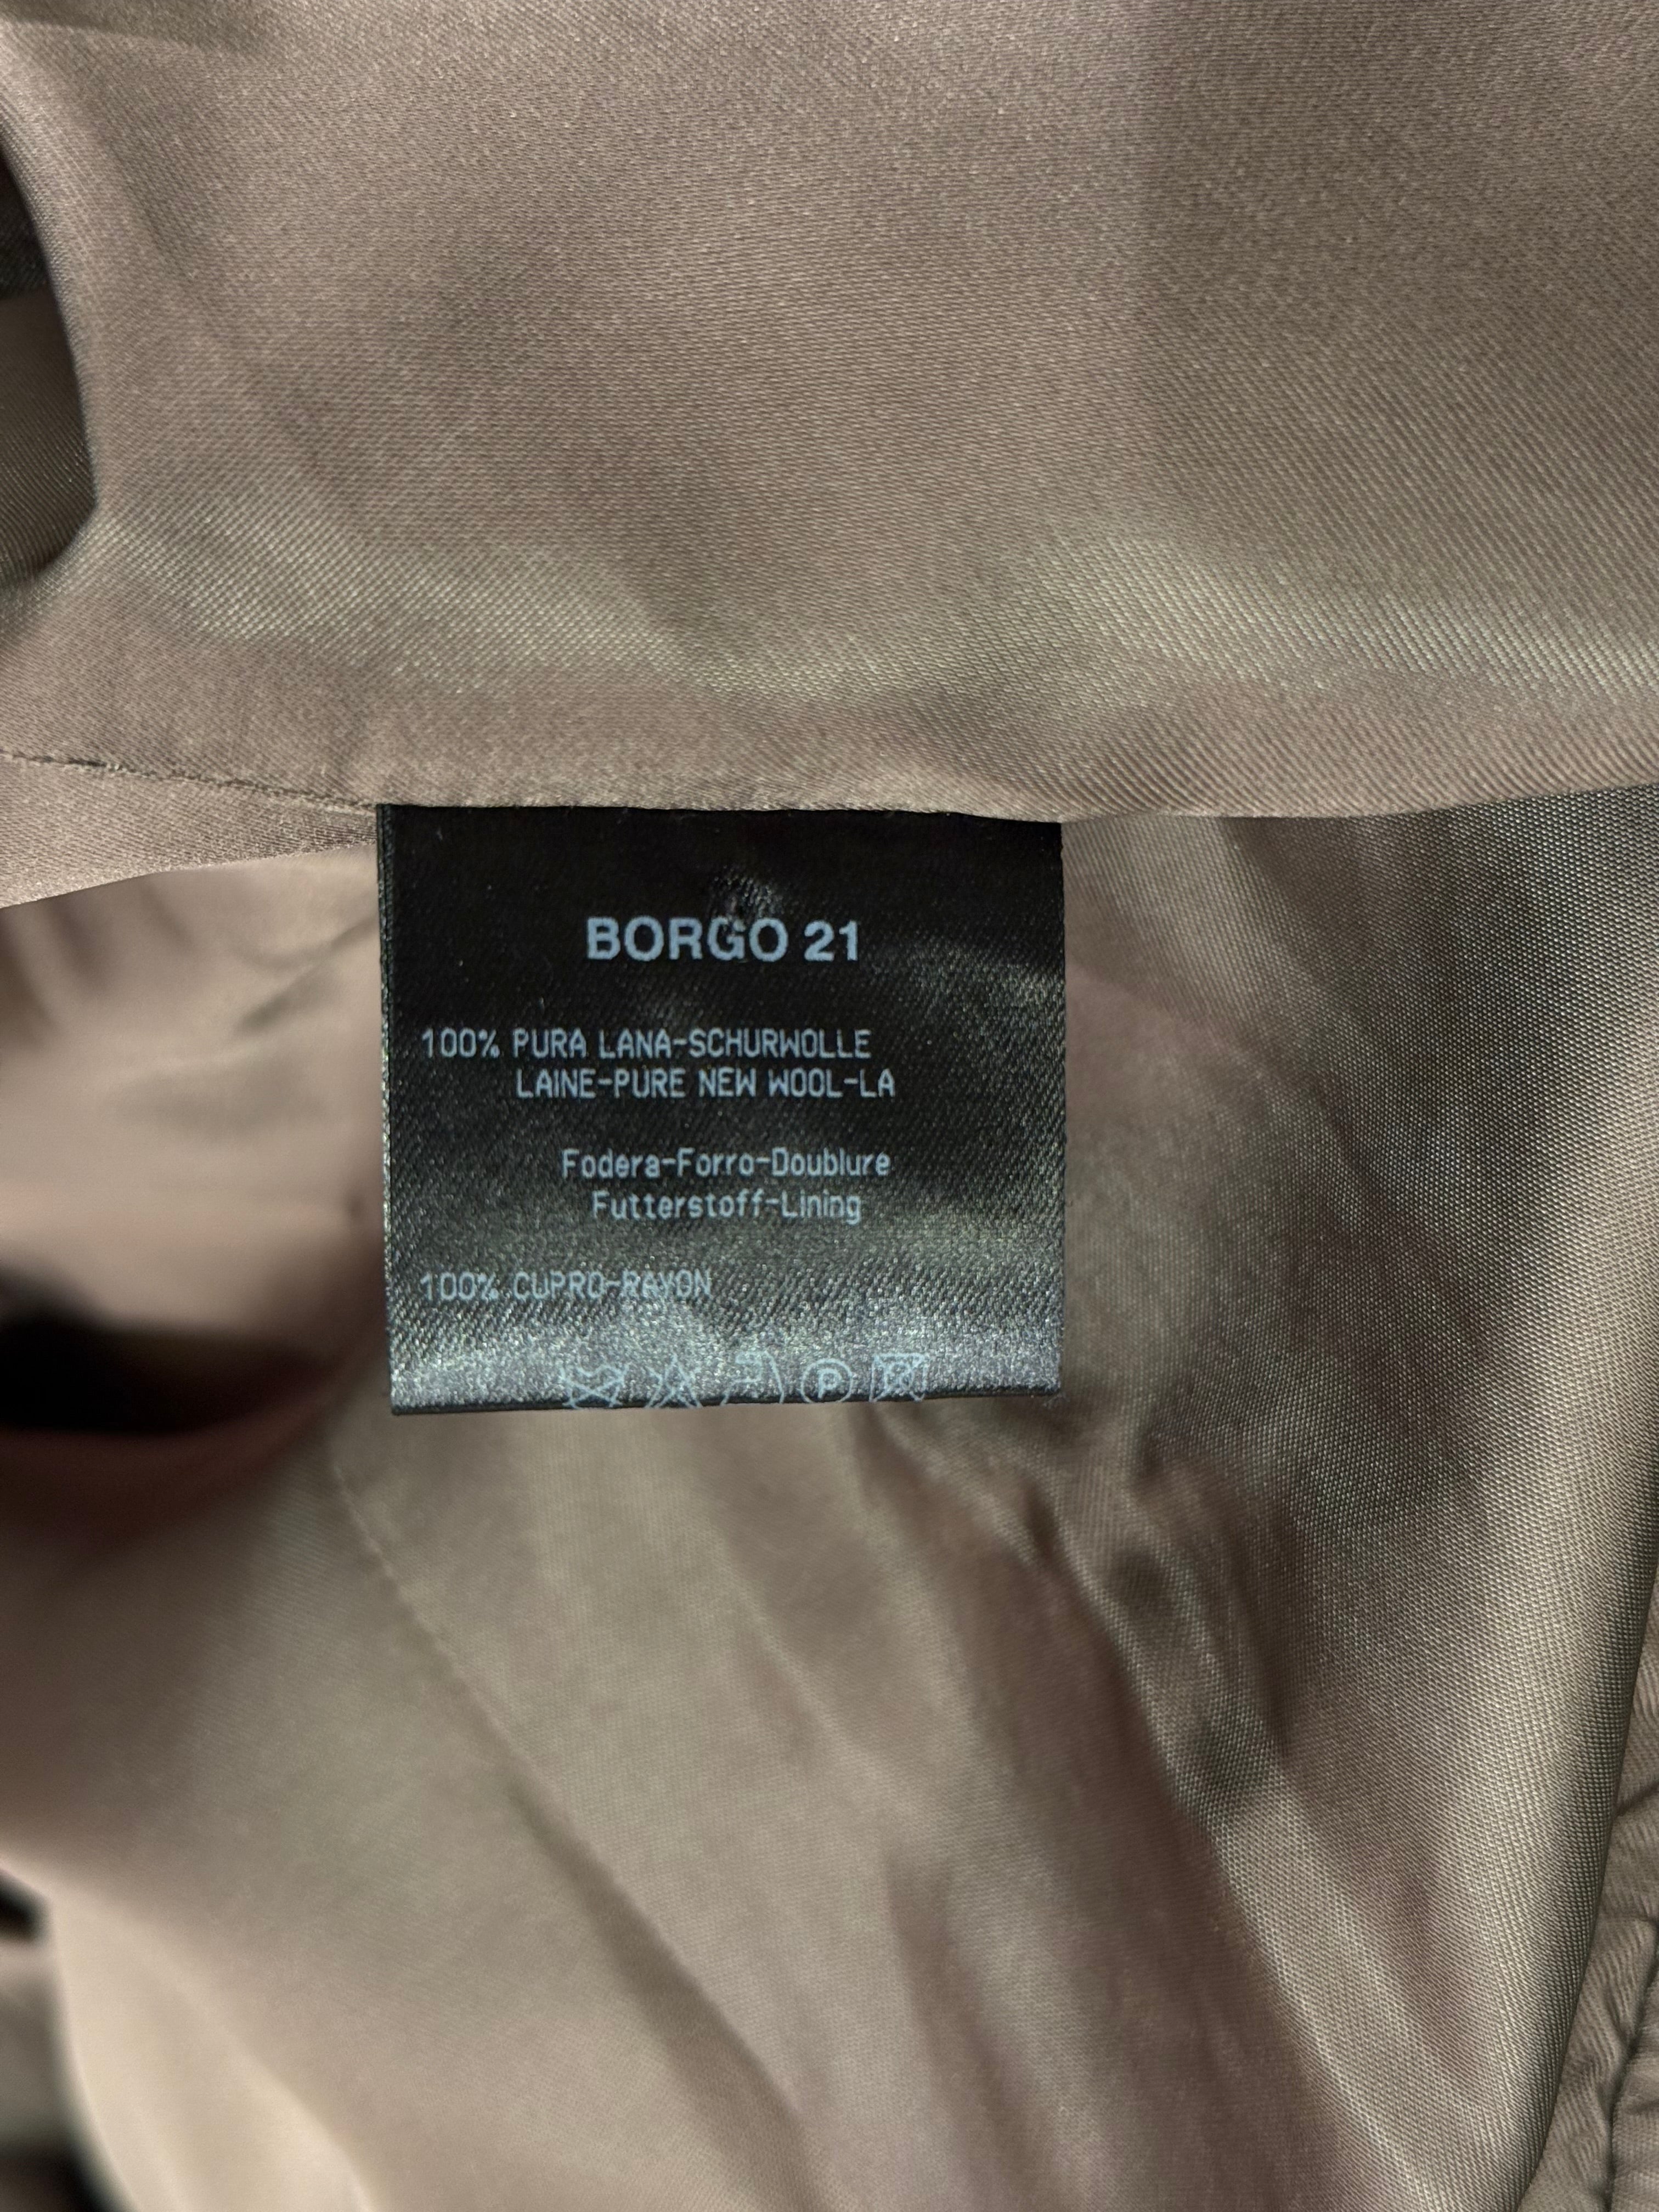 BORGO 21
100% PURA LANA-SCHURWOLLE
LAINE-PURE NEW WOOL-LA
Fodera-Forro-Doublure
Futterstoff-Lining
100% CUPRO-RAYON
P